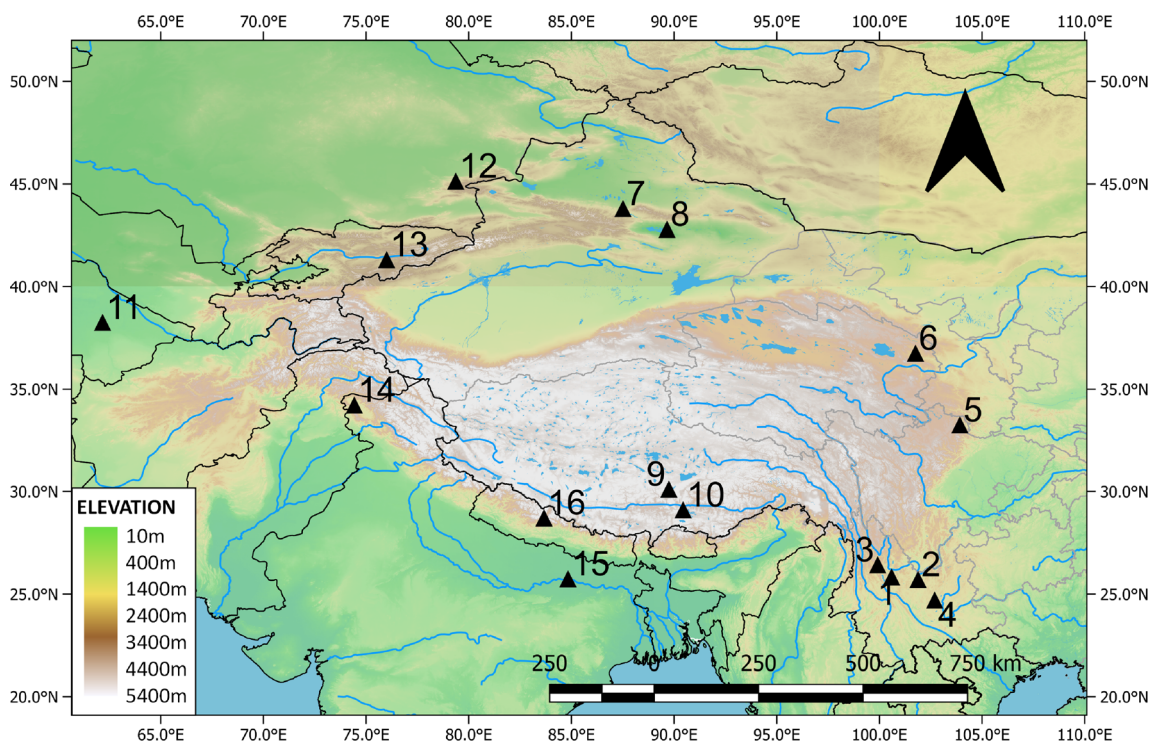 65.0°E 70.0°E 75.0°E 80.0°E 85.0°E 90.0°E 95.0°E 100.0°E 105.0°E 110.0°E
50.0°N 50.0°N
12
45.0°N 45.0°N
7
8
13
40.0°N 40.0°N
11
6
35.0°N 35.0°N
14
5
9
30.0°N 30.0°N
10
16
ELEVATION
10m
400m
1400m
2400m
3400m
4400m
5400m
3
2
15
1
25.0°N 25.0°N
4
250 0 250 500 750 km
20.0°N 20.0°N
65.0°E 70.0°E 75.0°E 80.0°E 85.0°E 90.0°E 95.0°E 100.0°E 105.0°E 110.0°E